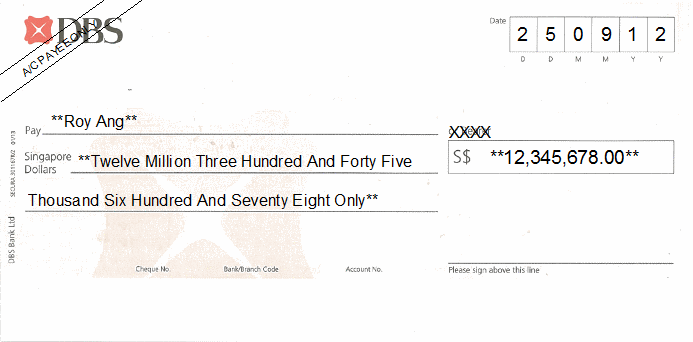 DBS
A/C PAYEE ONLY
Date 2 5 0 9 1 2
D D M M Y Y
Pay **Roy Ang**
XXXX
Singapore Dollars **Twelve Million Three Hundred And Forty Five
S$ **12,345,678.00**
Thousand Six Hundred And Seventy Eight Only**
DBS Bank Ltd
Cheque No. Bank/Branch Code Account No.
Please sign above this line